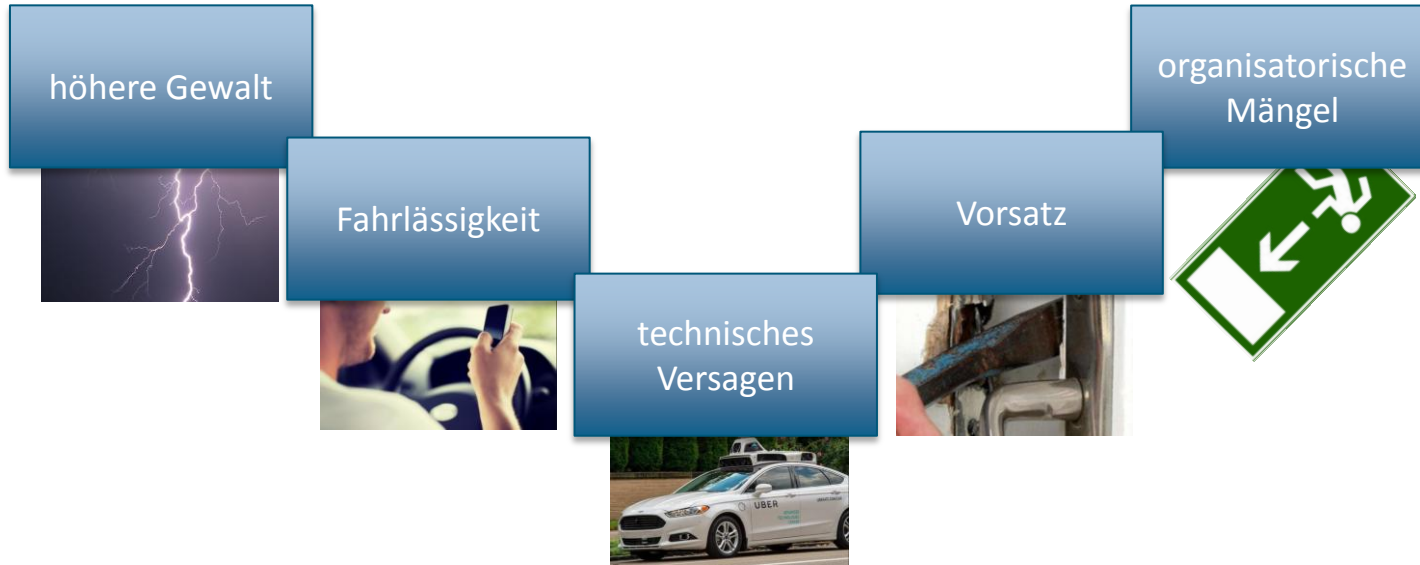 höhere Gewalt
Fahrlässigkeit
technisches
Versagen
Vorsatz
organisatorische
Mängel
UBER